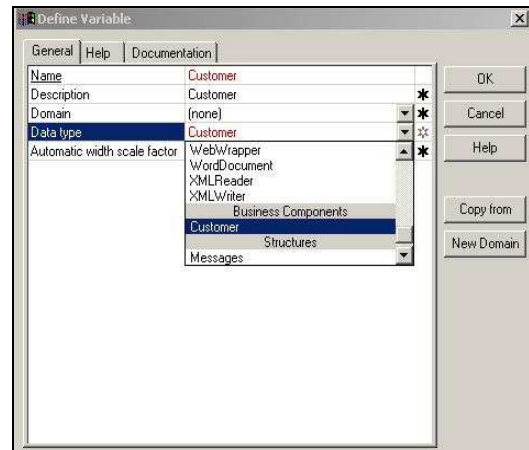 Define Variable
General Help Documentation
Name Customer
Description Customer
Domain (none)
Data type Customer
Automatic width scale factor
WebWrapper
WordDocument
XMLReader
XMLWriter
Business Components
Customer
Structures
Messages
OK
Cancel
Help
Copy from
New Domain